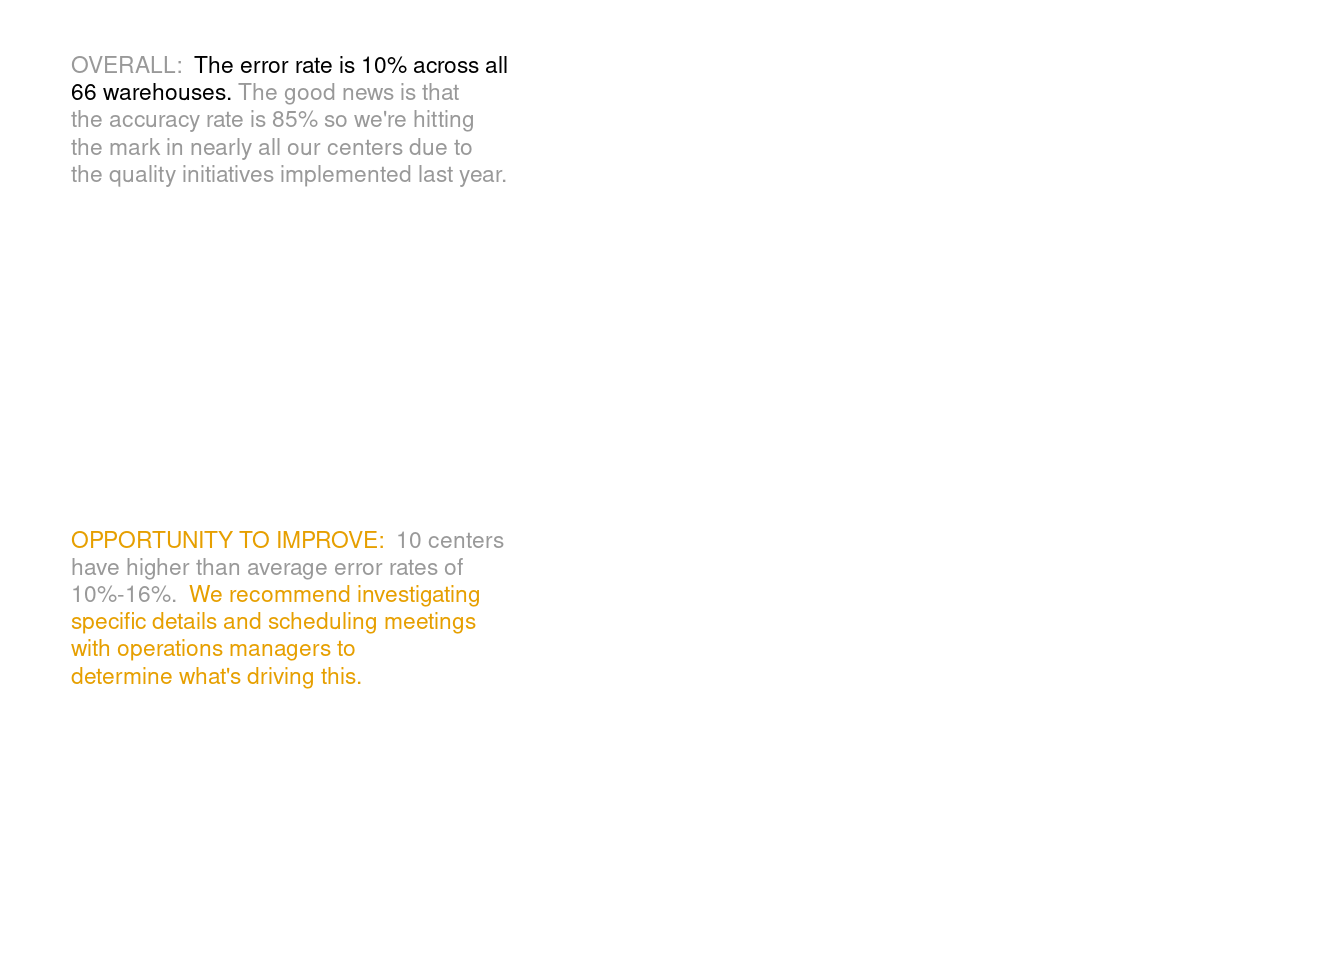 OVERALL:  The error rate is 10% across all
66 warehouses. The good news is that
the accuracy rate is 85% so we're hitting
the mark in nearly all our centers due to
the quality initiatives implemented last year.
OPPORTUNITY TO IMPROVE:  10 centers
have higher than average error rates of
10%-16%.  We recommend investigating
specific details and scheduling meetings
with operations managers to
determine what's driving this.